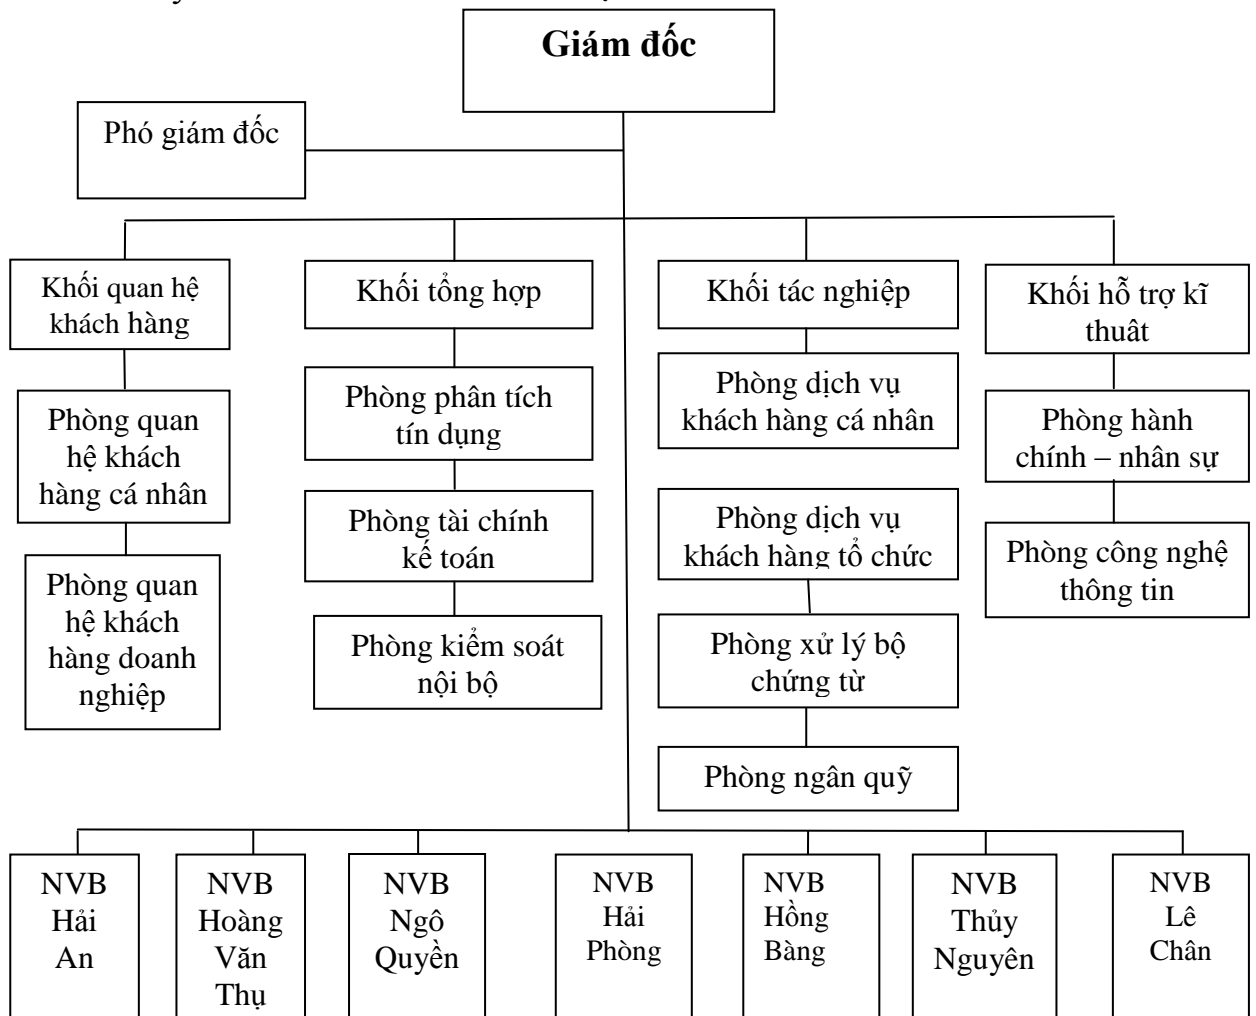 Giám đốc
Phó giám đốc
Khối quan hệ
khách hàng
Khối tổng hợp
Khối tác nghiệp
Khối hỗ trợ kĩ
thuât
Phòng quan
hệ khách
hàng cá nhân
Phòng phân tích
tín dụng
Phòng dịch vụ
khách hàng cá nhân
Phòng hành
chính – nhân sự
Phòng quan
hệ khách
hàng doanh
nghiệp
Phòng tài chính
kế toán
Phòng dịch vụ
khách hàng tổ chức
Phòng công nghệ
thông tin
Phòng kiểm soát
nội bộ
Phòng xử lý bộ
chứng từ
Phòng ngân quỹ
NVB
Hải
An
NVB
Hoàng
Văn
Thụ
NVB
Ngô
Quyền
NVB
Hải
Phòng
NVB
Hồng
Bàng
NVB
Thủy
Nguyên
NVB
Lê
Chân